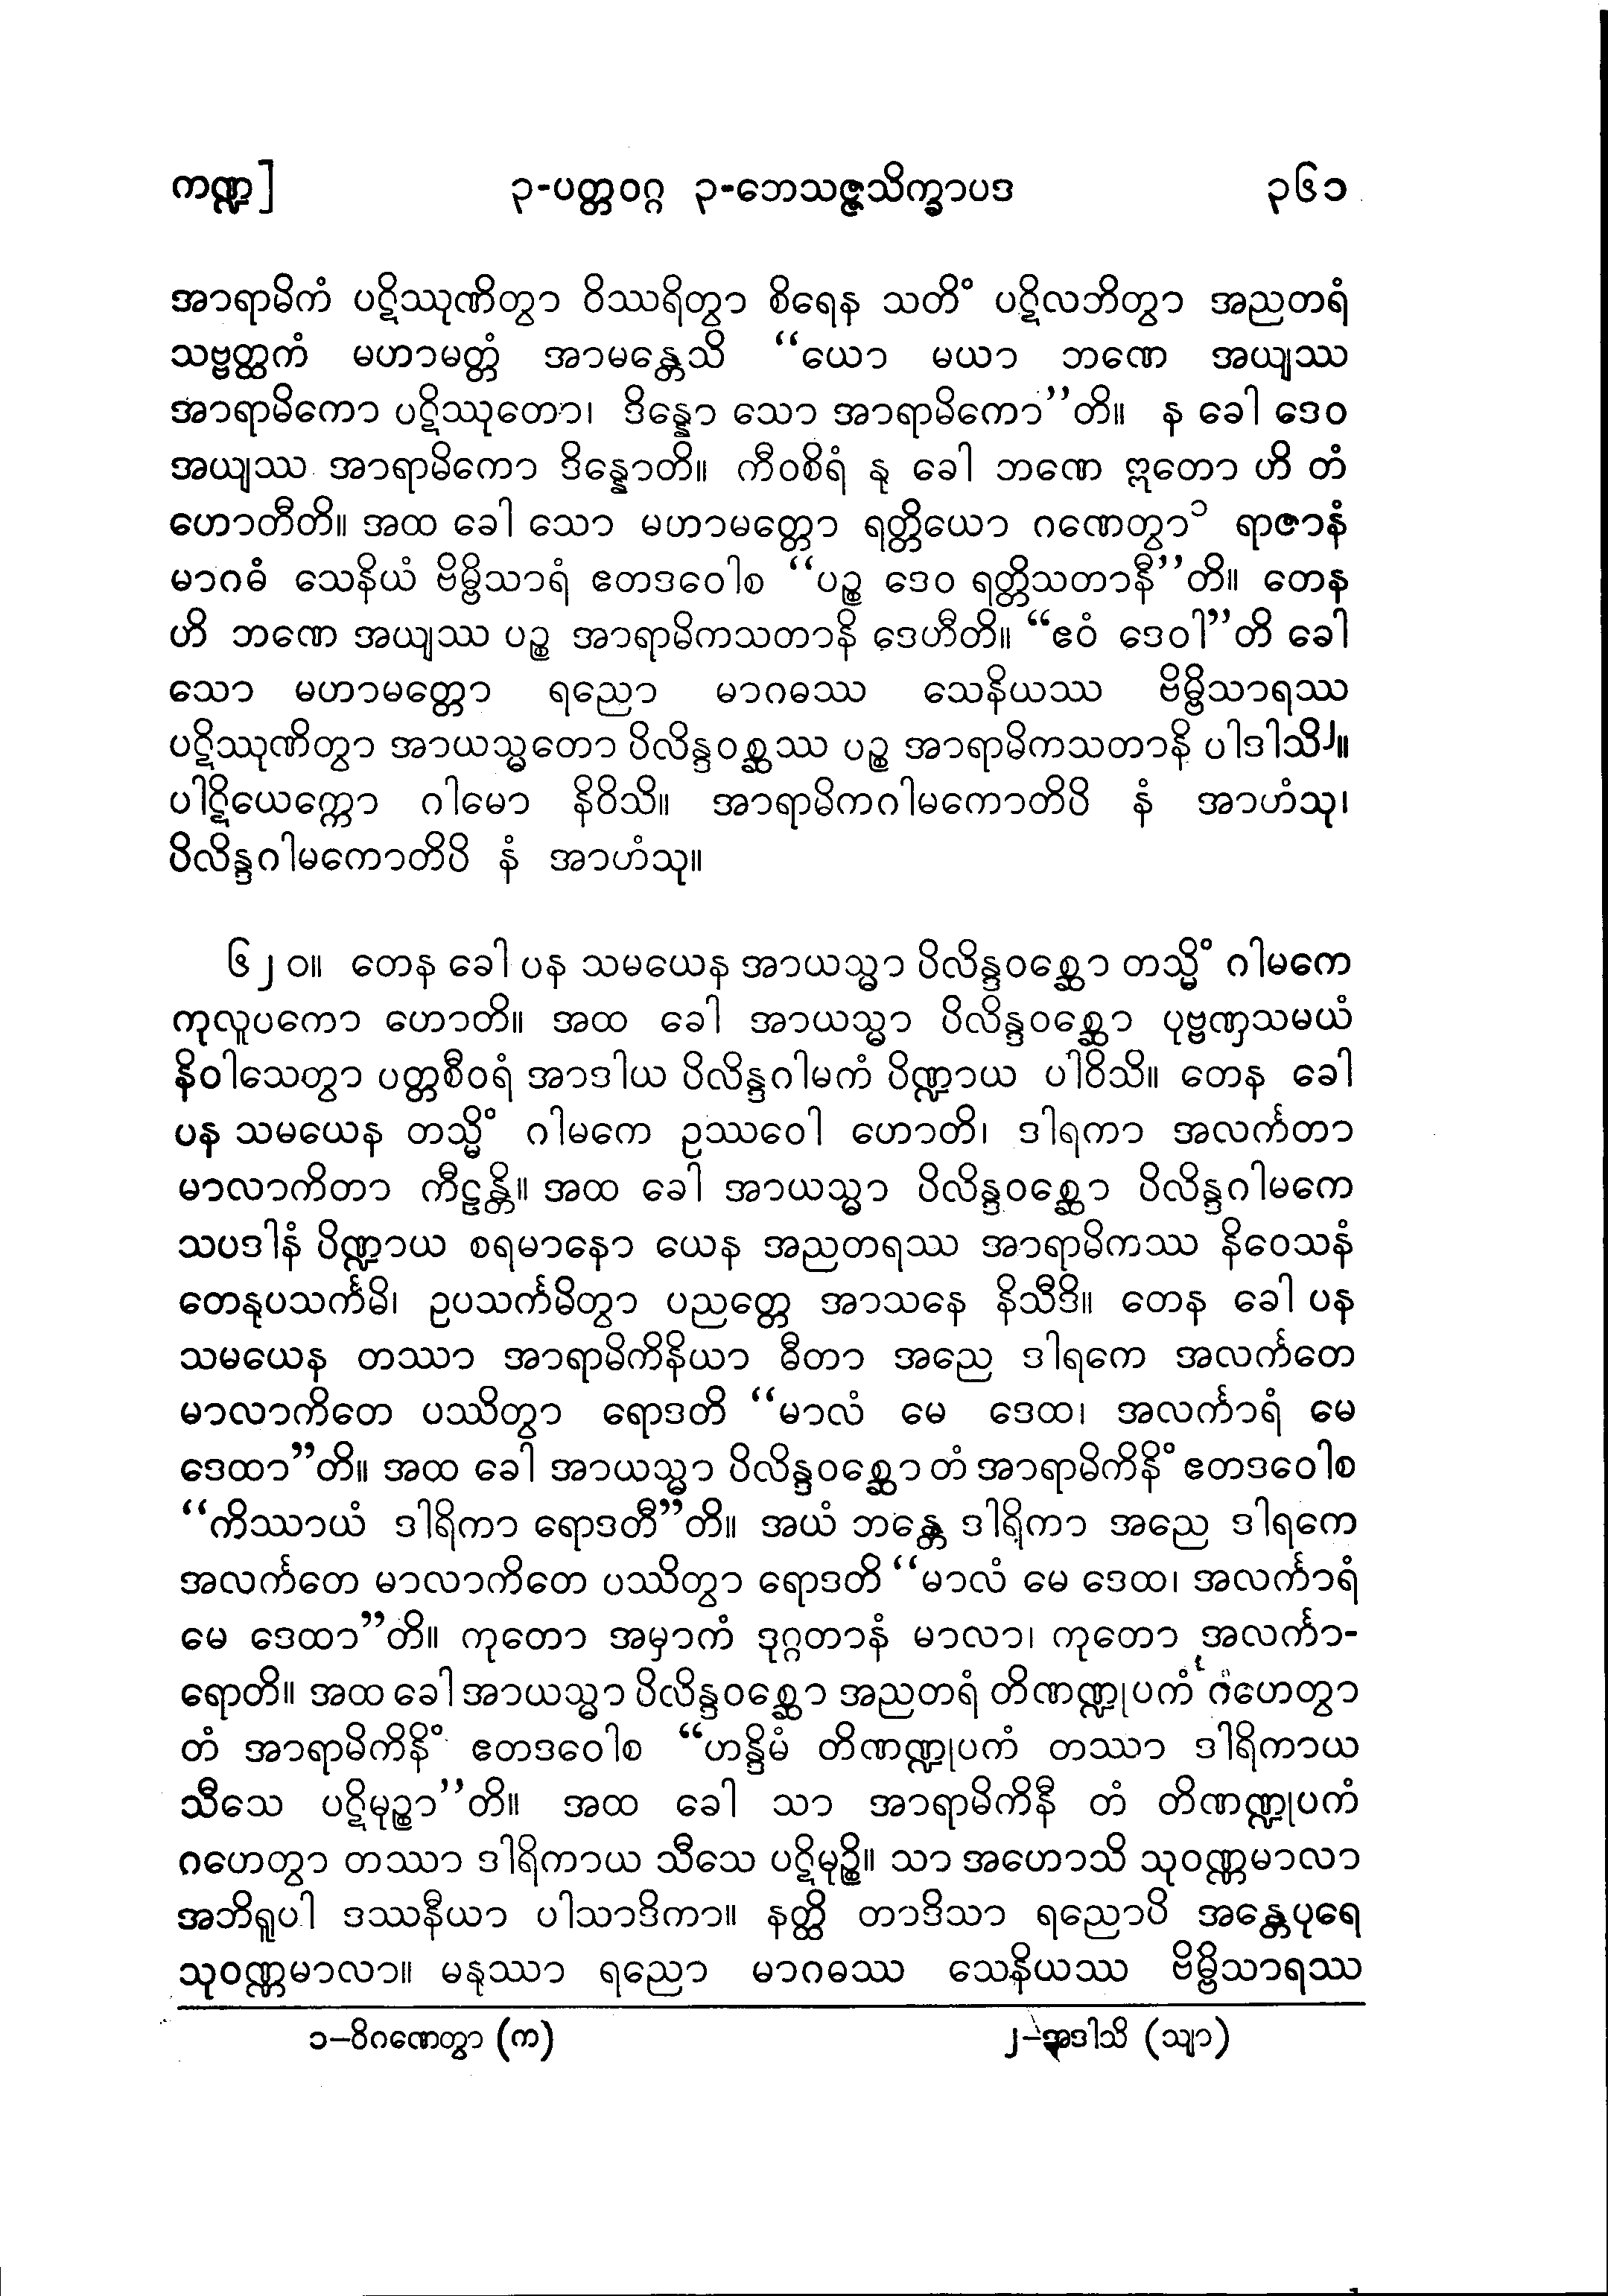 ကဏ္ဍ] ၃-ပတ္တဝဂ္ဂ ၃-ဘေသဇ္ဇသိက္ခာပဒ ၃၆၁
အာရာမိကံ ပဋိဿုဏိတွာ ဝိဿရိတွာ စိရေန သတိံ ပဋိလဘိတွာ အညတရံ
သဗ္ဗတ္ထကံ မဟာမတ္တံ အာမန္တေသိ “ယော မယာ ဘဏေ အယျဿ
အာရာမိကော ပဋိဿုတော၊ ဒိန္နော သော အာရာမိကော”တိ။ န ခေါ ဒေဝ
အယျဿ အာရာမိကော ဒိန္နောတိ။ ကီဝစိရံ နု ခေါ ဘဏေ ဣတော ဟိ တံ
ဟောတီတိ။ အထ ခေါ သော မဟာမတ္တော ရတ္တိယော ဂဏေတွာ၁ ရာဇာနံ
မာဂဓံ သေနိယံ ဗိမ္ဗိသာရံ ဧတဒဝေါစ “ပဉ္စ ဒေဝ ရတ္တိသတာနီ”တိ။ တေန
ဟိ ဘဏေ အယျဿ ပဉ္စ အာရာမိကသတာနိ ဒေဟီတိ။ “ဧဝံ ဒေဝါ”တိ ခေါ
သော မဟာမတ္တော ရညော မာဂဓဿ သေနိယဿ ဗိမ္ဗိသာရဿ
ပဋိဿုဏိတွာ အာယသ္မတော ပိလိန္ဒဝစ္ဆဿ ပဉ္စ အာရာမိကသတာနိ ပါဒါသိ၂။
ပါဋိယေက္ကော ဂါမော နိဝိသိ။ အာရာမိကဂါမကောတိပိ နံ အာဟံသု၊
ပိလိန္ဒဂါမကောတိပိ နံ အာဟံသု။
၆၂၀။ တေန ခေါ ပန သမယေန အာယသ္မာ ပိလိန္ဒဝစ္ဆော တသ္မိံ ဂါမကေ
ကုလူပကော ဟောတိ။ အထ ခေါ အာယသ္မာ ပိလိန္ဒဝစ္ဆော ပုဗ္ဗဏှသမယံ
နိဝါသေတွာ ပတ္တစီဝရံ အာဒါယ ပိလိန္ဒဂါမကံ ပိဏ္ဍာယ ပါဝိသိ။ တေန ခေါ
ပန သမယေန တသ္မိံ ဂါမကေ ဥဿဝေါ ဟောတိ၊ ဒါရကာ အလင်္ကတာ
မာလာကိတာ ကီဠန္တိ။ အထ ခေါ အာယသ္မာ ပိလိန္ဒဝစ္ဆော ပိလိန္ဒဂါမကေ
သပဒါနံ ပိဏ္ဍာယ စရမာနော ယေန အညတရဿ အာရာမိကဿ နိဝေသနံ
တေနုပသင်္ကမိ၊ ဥပသင်္ကမိတွာ ပညတ္တေ အာသနေ နိသီဒိ။ တေန ခေါ ပန
သမယေန တဿာ အာရာမိကိနိယာ ဓီတာ အညေ ဒါရကေ အလင်္ကတေ
မာလာကိတေ ပဿိတွာ ရောဒတိ “မာလံ မေ ဒေထ၊ အလင်္ကာရံ မေ
ဒေထာ”တိ။ အထ ခေါ အာယသ္မာ ပိလိန္ဒဝစ္ဆော တံ အာရာမိကိနိံ ဧတဒဝေါစ
“ကိဿာယံ ဒါရိကာ ရောဒတီ”တိ။ အယံ ဘန္တေ ဒါရိကာ အညေ ဒါရကေ
အလင်္ကတေ မာလာကိတေ ပဿိတွာ ရောဒတိ “မာလံ မေ ဒေထ၊ အလင်္ကာရံ
မေ ဒေထာ”တိ။ ကုတော အမှာကံ ဒုဂ္ဂတာနံ မာလာ၊ ကုတော အလင်္ကာ-
ရောတိ။ အထ ခေါ အာယသ္မာ ပိလိန္ဒဝစ္ဆော အညတရံ တိဏဏ္ဍုပကံ ဂဟေတွာ
တံ အာရာမိကိနိံ ဧတဒဝေါစ “ဟန္ဒိမံ တိဏဏ္ဍုပကံ တဿာ ဒါရိကာယ
သီသေ ပဋိမုဉ္စာ”တိ။ အထ ခေါ သာ အာရာမိကိနီ တံ တိဏဏ္ဍုပကံ
ဂဟေတွာ တဿာ ဒါရိကာယ သီသေ ပဋိမုဉ္စိ။ သာ အဟောသိ သုဝဏ္ဏမာလာ
အဘိရူပါ ဒဿနီယာ ပါသာဒိကာ။ နတ္ထိ တာဒိသာ ရညောပိ အန္တေပုရေ
သုဝဏ္ဏမာလာ။ မနုဿာ ရညော မာဂဓဿ သေနိယဿ ဗိမ္ဗိသာရဿ
၁–ဝိဂဏေတွာ (က) ၂–အဒါသိ (သျာ)